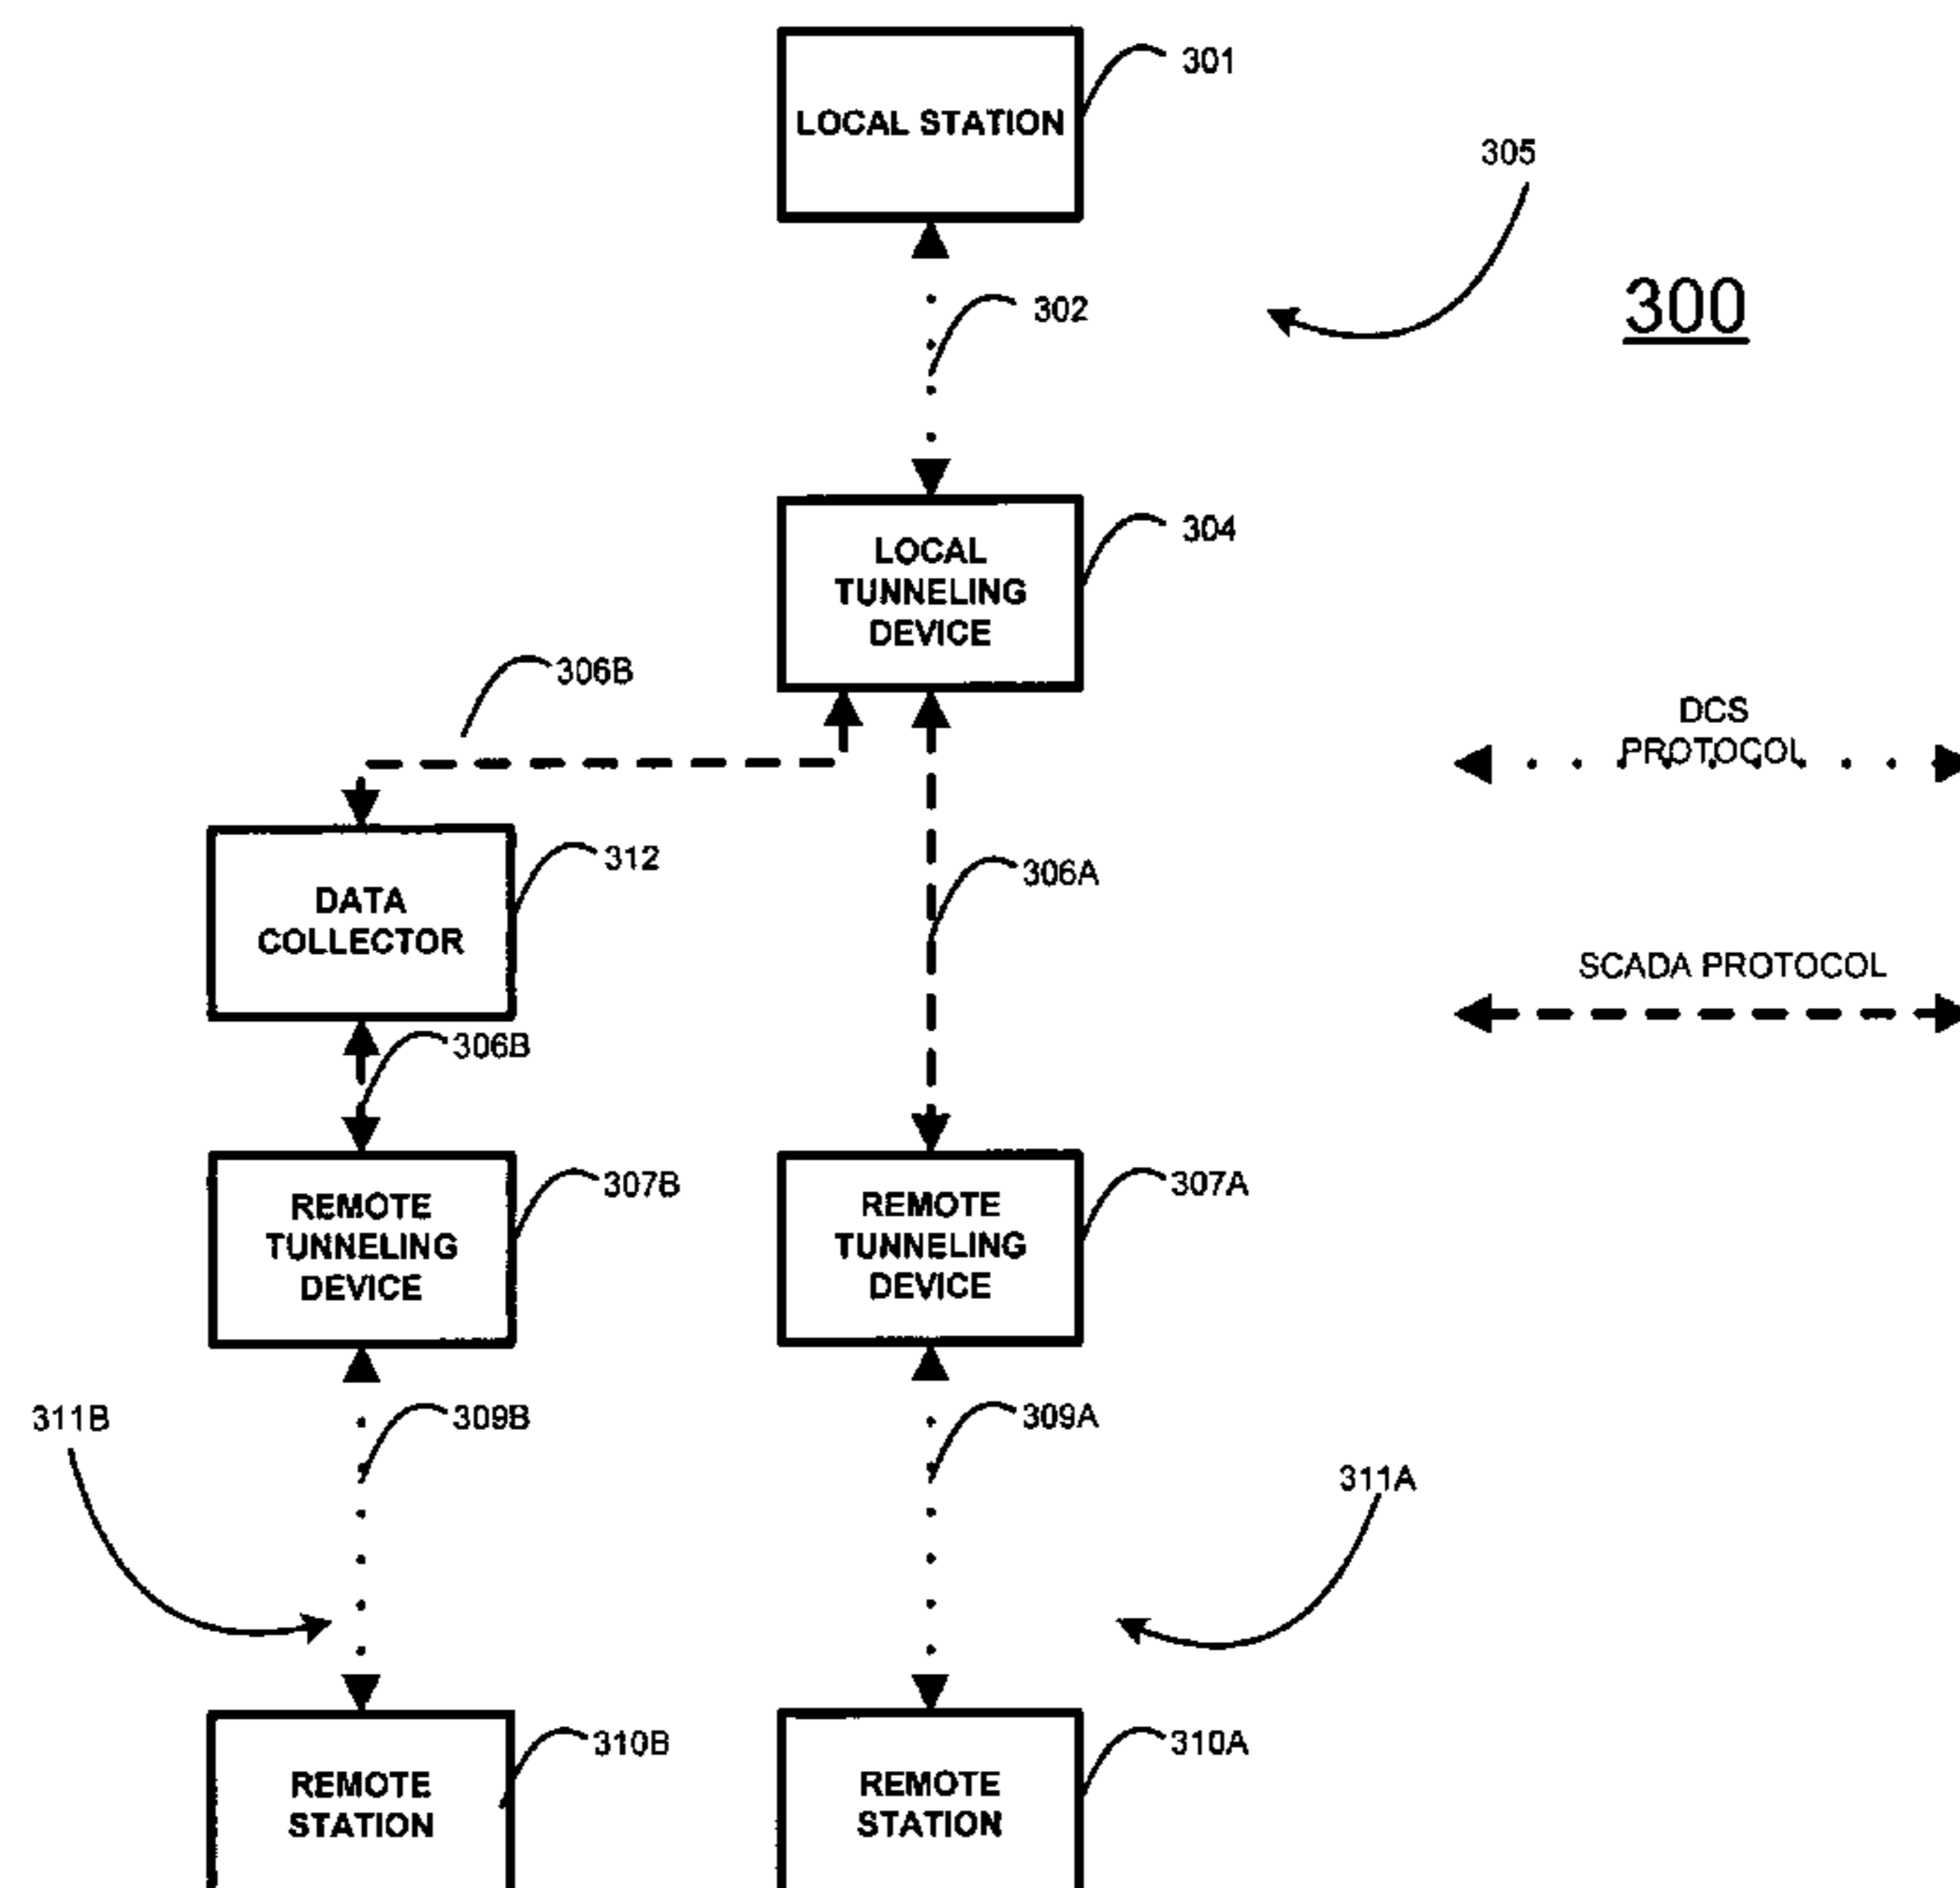 301
LOCAL STATION
305
302
300
304
LOCAL
TUNNELING
DEVICE
306B
DCS
PROTOCOL
312
306A
DATA
COLLECTOR
SCADA PROTOCOL
306B
307B
307A
REMOTE
TUNNELING
DEVICE
REMOTE
TUNNELING
DEVICE
311B
309B
309A
311A
310B
310A
REMOTE
STATION
REMOTE
STATION